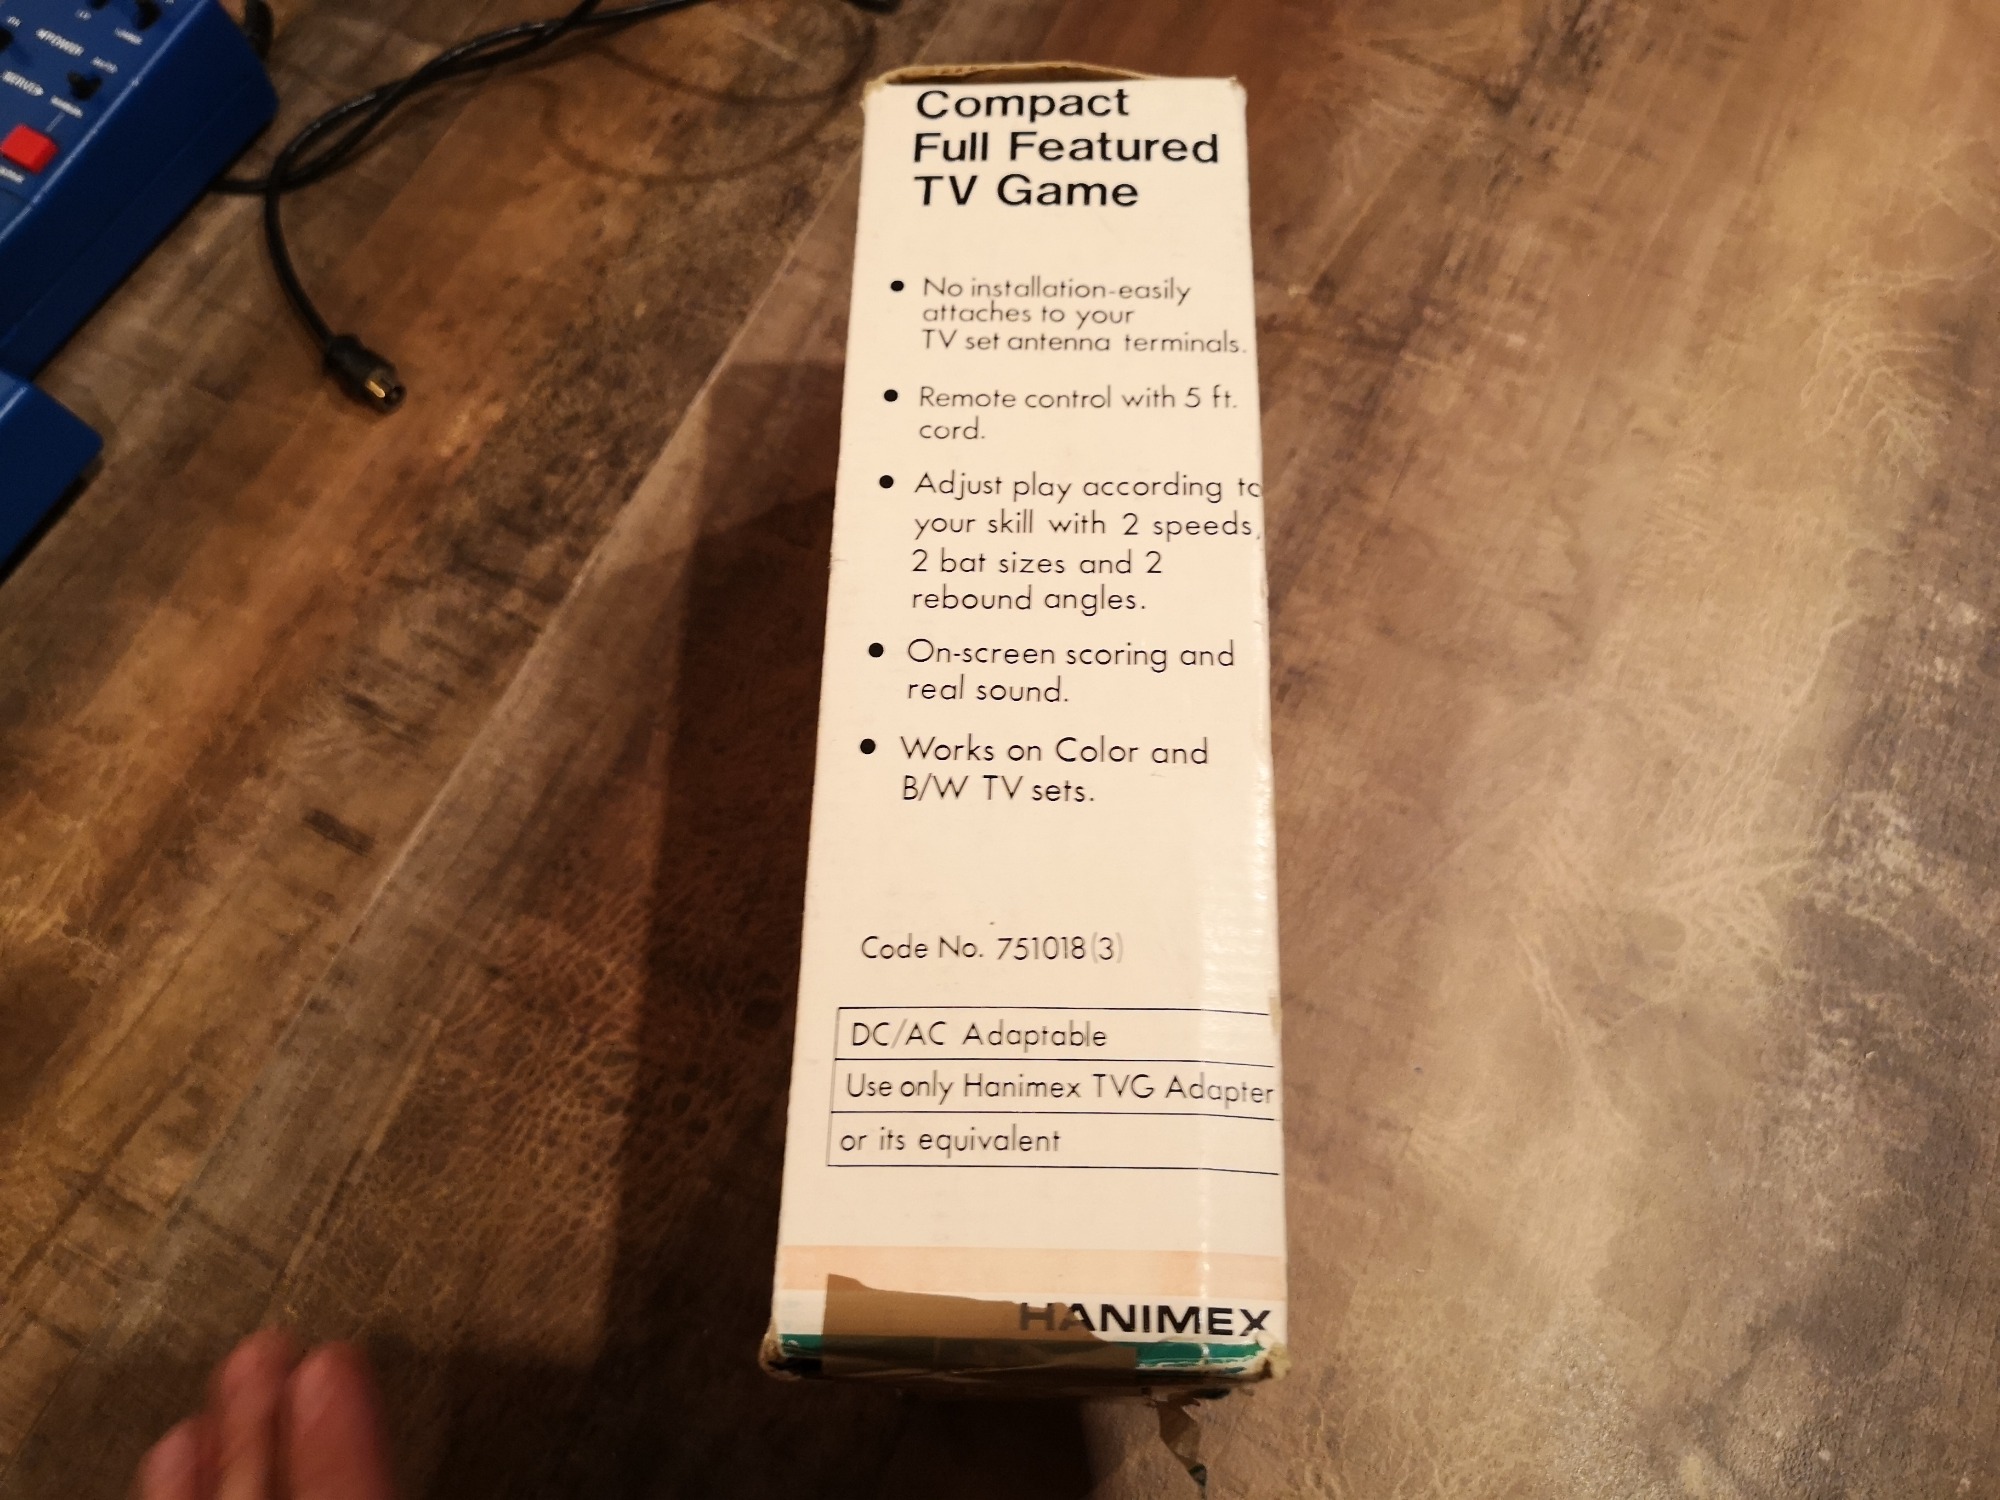 POWER
SERVE
Compact
Full Featured
TV Game
• No installation-easily
attaches to your
TV set antenna terminals.
• Remote control with 5 ft.
cord.
• Adjust play according to
your skill with 2 speeds,
2 bat sizes and 2
rebound angles.
• On-screen scoring and
real sound.
• Works on Color and
B/W TV sets.
Code No. 751018(3)
DC/AC Adaptable
Use only Hanimex TVG Adapter
or its equivalent
HANIMEX